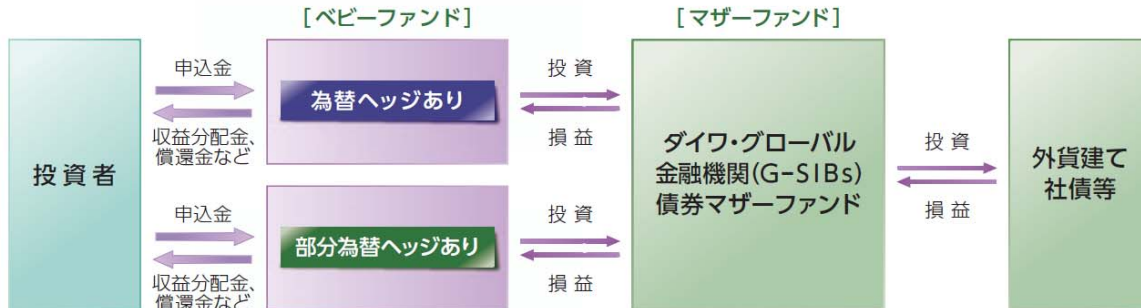 [ベビーファンド]
[マザーファンド]
投資者
申込金
収益分配金、
償還金など
為替ヘッジあり
投資
損益
申込金
収益分配金、
償還金など
部分為替ヘッジあり
投資
損益
ダイワ・グローバル
金融機関(G-SIBs)
債券マザーファンド
投資
損益
外貨建て
社債等